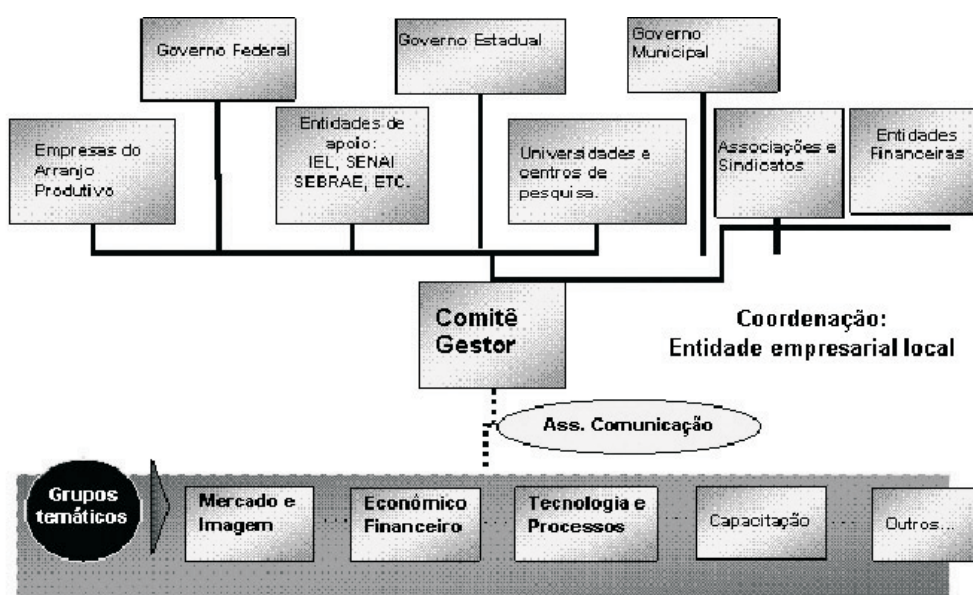 Governo Federal
Governo Estadual
Governo
Municipal
Empresas do
Arranjo
Produtivo
Entidades de
apoio:
IEL, SENAI
SEBRAE, ETC.
Universidades e
centros de
pesquisa.
Associações e
Sindicatos
Entidades
Financeiras
Comitê
Gestor
Coordenação:
Entidade empresarial local
Ass. Comunicação
Grupos
temáticos
Mercado e
Imagem
Econômico
Financeiro
Tecnologia e
Processos
Capacitação
Outros...